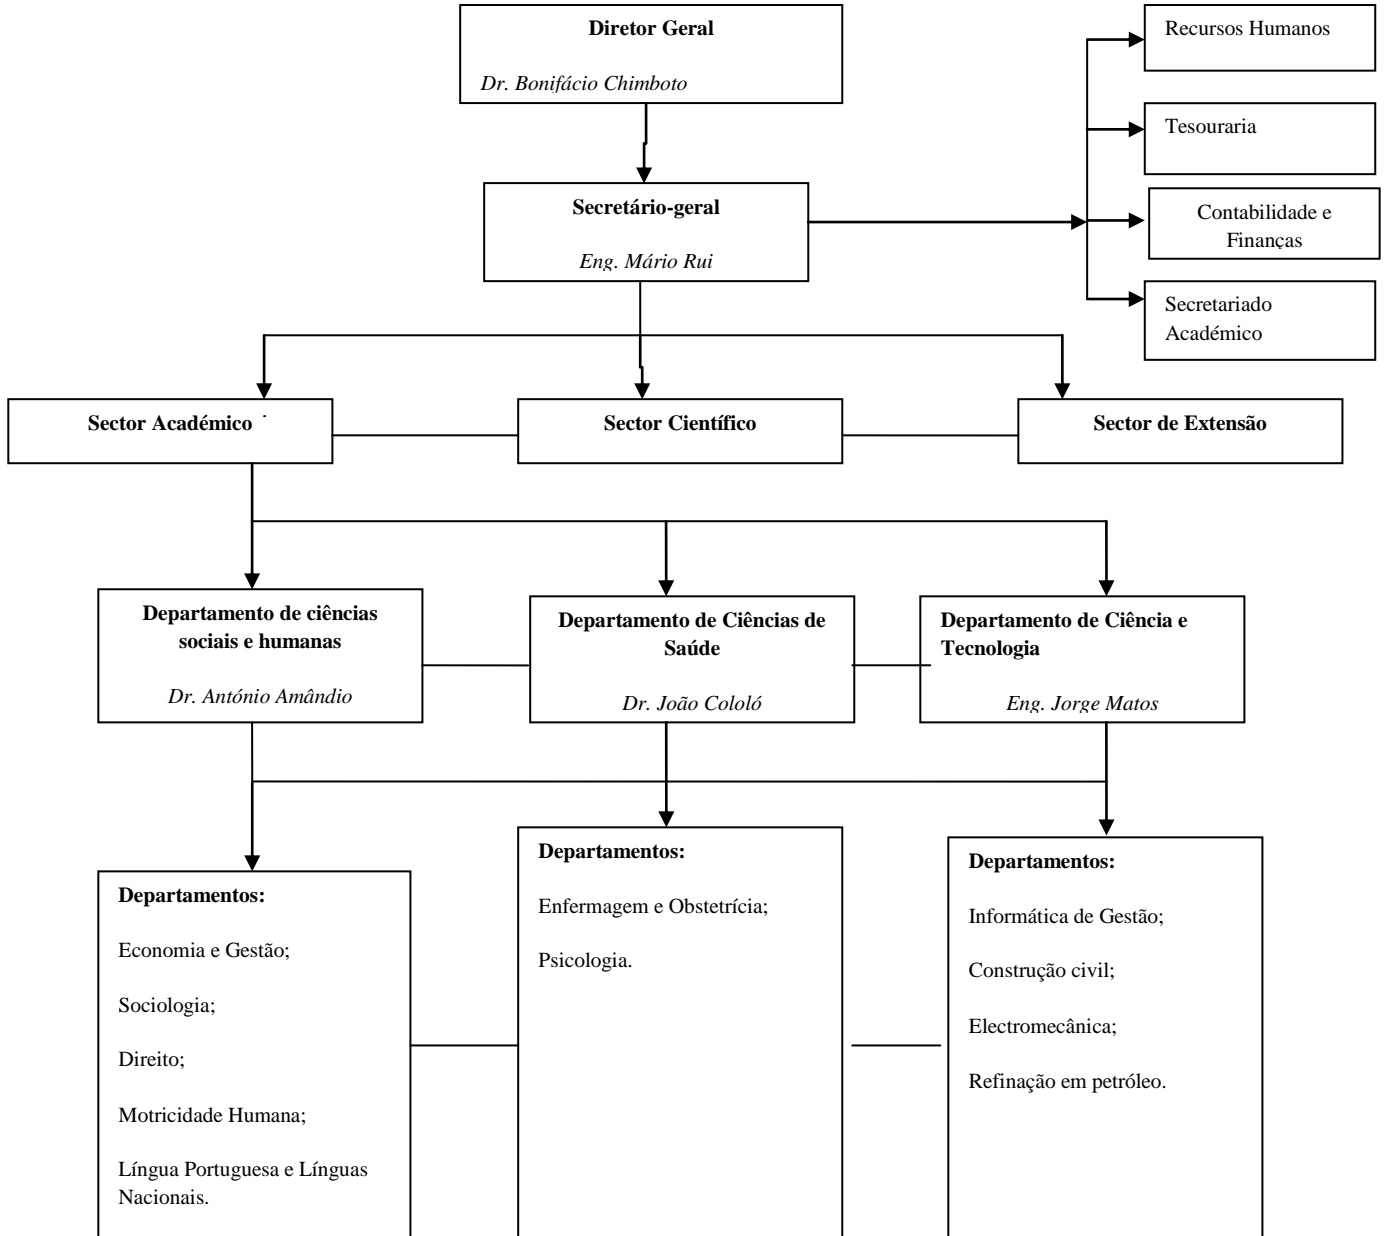 Diretor Geral
Dr. Bonifácio Chimboto
Recursos Humanos
Tesouraria
Secretário-geral
Eng. Mário Rui
Contabilidade e
Finanças
Secretariado
Académico
Sector Académico
Sector Científico
Sector de Extensão
Departamento de ciências
sociais e humanas
Dr. António Amândio
Departamento de Ciências de
Saúde
Dr. João Cololó
Departamento de Ciência e
Tecnologia
Eng. Jorge Matos
Departamentos:
Economia e Gestão;
Sociologia;
Direito;
Motricidade Humana;
Língua Portuguesa e Línguas
Nacionais.
Departamentos:
Enfermagem e Obstetrícia;
Psicologia.
Departamentos:
Informática de Gestão;
Construção civil;
Electromecânica;
Refinação em petróleo.